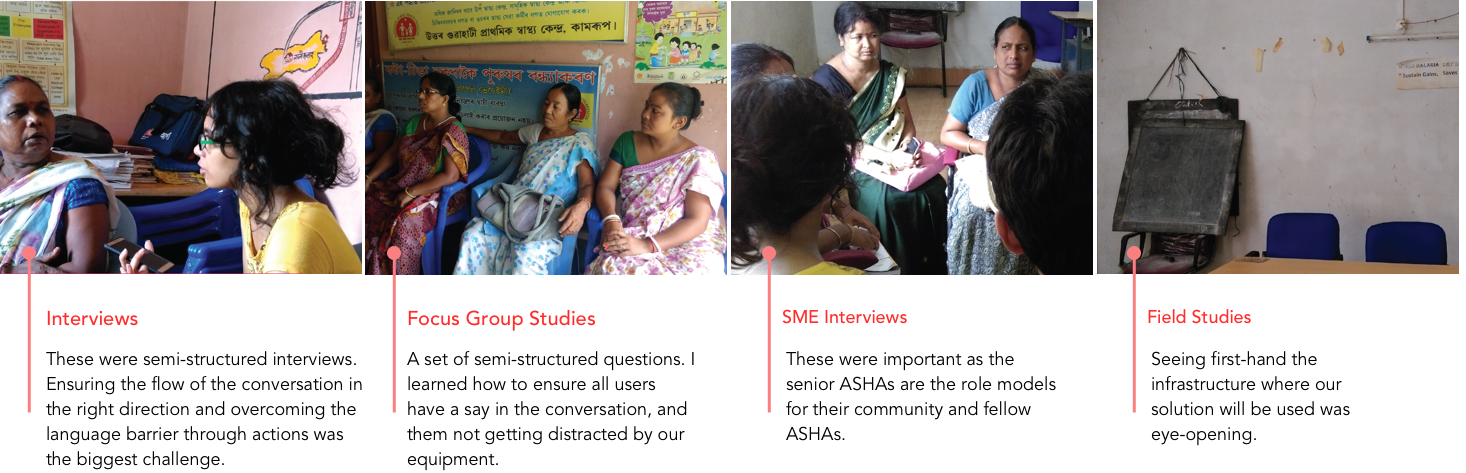 উত্তৰ গুৱাহাটী প্ৰাথমিক স্বাস্থ্য কেন্দ্ৰ, কামৰূপ।
Interviews
These were semi-structured interviews.
Ensuring the flow of the conversation in
the right direction and overcoming the
language barrier through actions was
the biggest challenge.
Focus Group Studies
A set of semi-structured questions. I
learned how to ensure all users
have a say in the conversation, and
them not getting distracted by our
equipment.
SME Interviews
These were important as the
senior ASHAs are the role models
for their community and fellow
ASHAs.
Field Studies
Seeing first-hand the
infrastructure where our
solution will be used was
eye-opening.